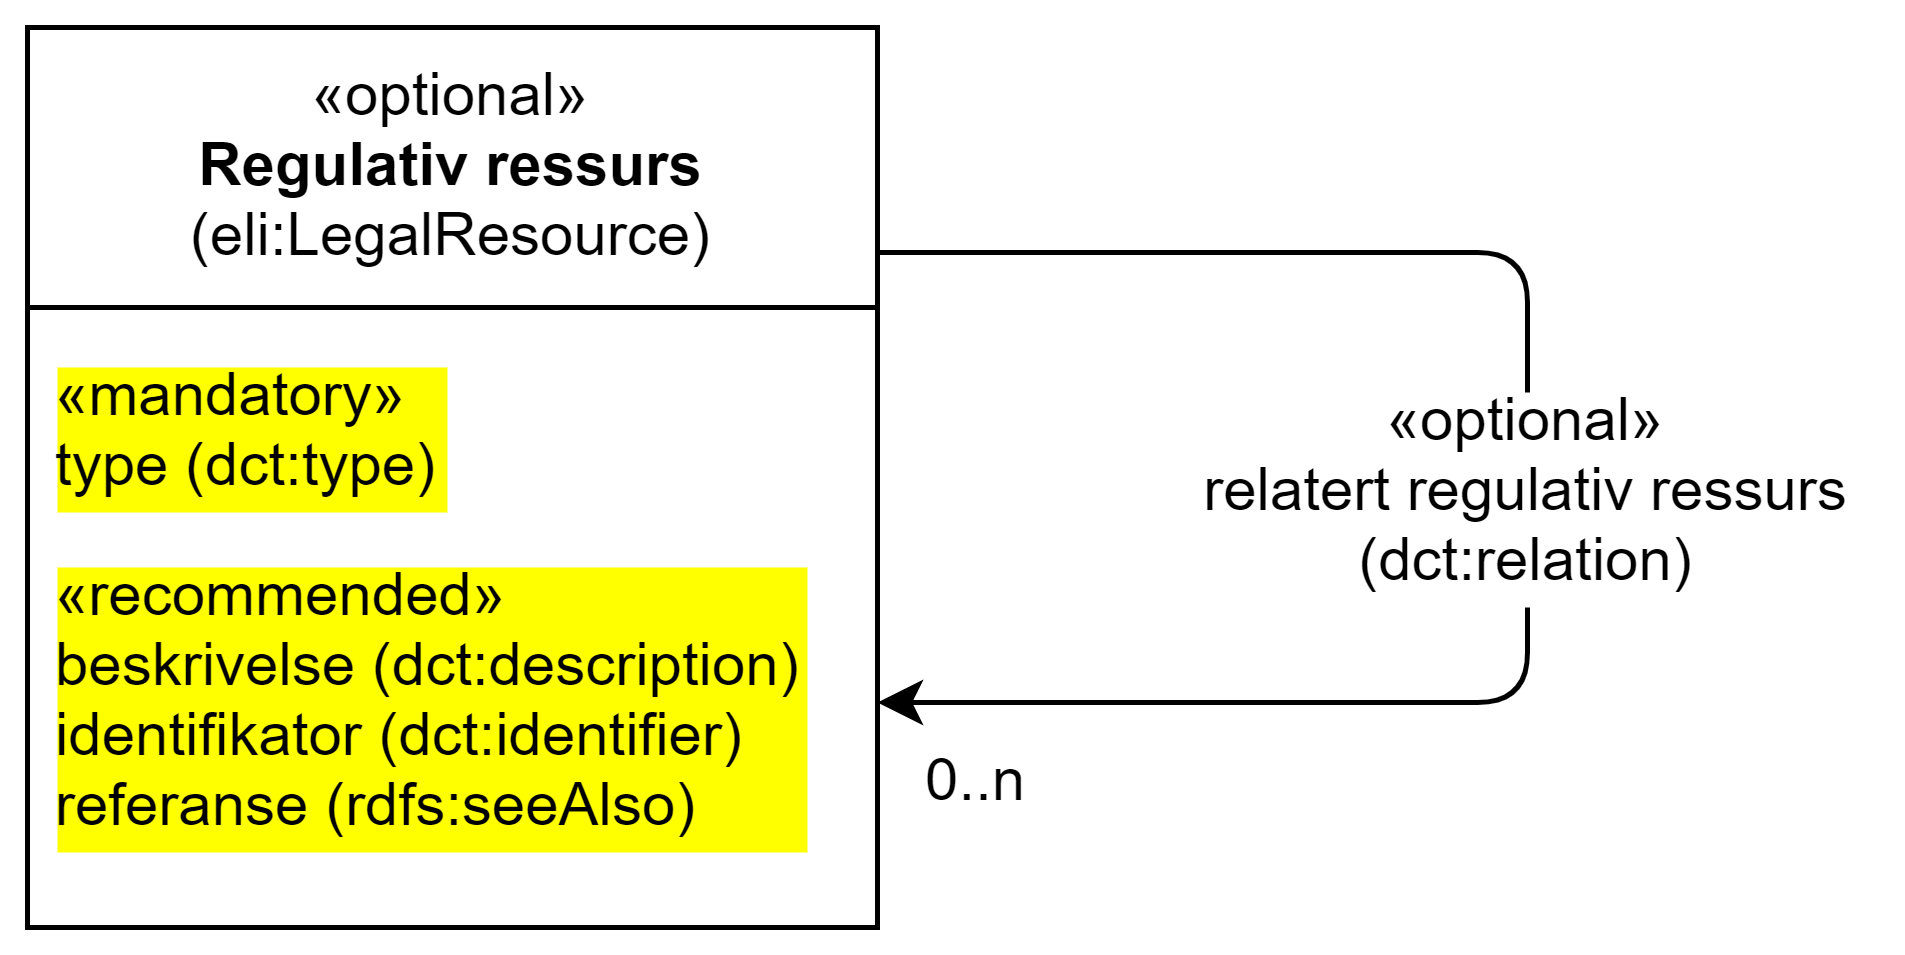 «optional»
Regulativ ressurs
(eli:LegalResource)
«mandatory»
type (dct:type)
«recommended»
beskrivelse (dct:description)
identifikator (dct:identifier)
referanse (rdfs:seeAlso)
«optional»
relatert regulativ ressurs
(dct:relation)
0..n